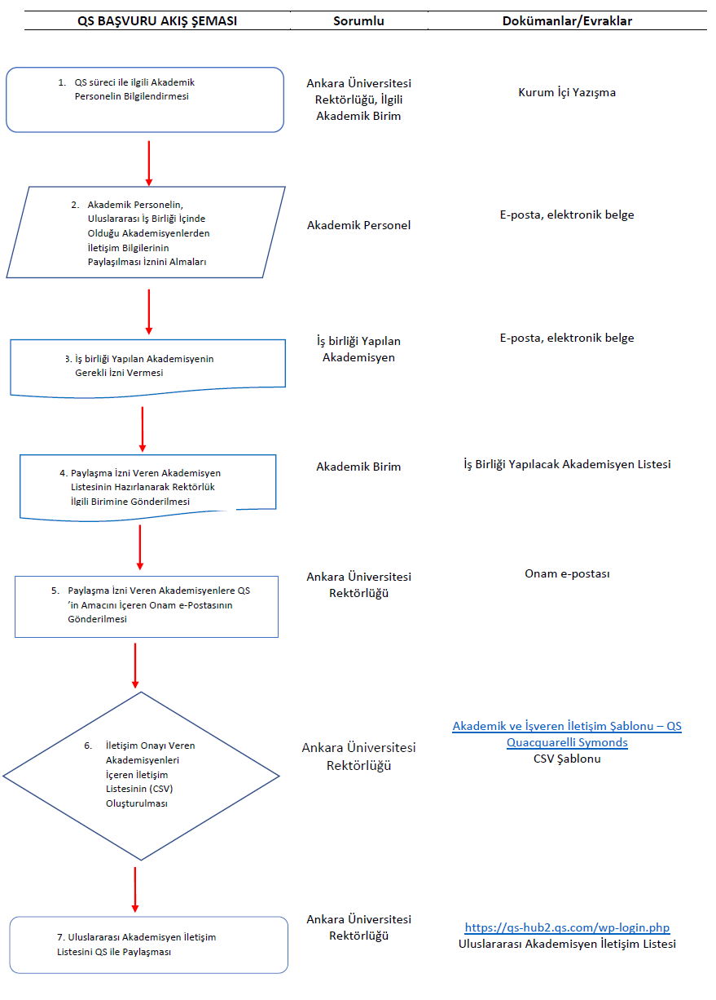 QS BAŞVURU AKIŞ ŞEMASI
Sorumlu
Dokümanlar/Evraklar
1. QS süreci ile ilgili Akademik
Personelin Bilgilendirmesi
Ankara Üniversitesi
Rektörlüğü, İlgili
Akademik Birim
Kurum İçi Yazışma
2. Akademik Personelin,
Uluslararası İş Birliği İçinde
Olduğu Akademisyenlerden
İletişim Bilgilerinin
Paylaşılması İznini Almaları
Akademik Personel
E-posta, elektronik belge
3. İş birliği Yapılan Akademisyenin
Gerekli İzni Vermesi
İş birliği Yapılan
Akademisyen
E-posta, elektronik belge
4. Paylaşma İzni Veren Akademisyen
Listesinin Hazırlanarak Rektörlük
İlgili Birimine Gönderilmesi
Akademik Birim
İş Birliği Yapılacak Akademisyen Listesi
5. Paylaşma İzni Veren Akademisyenlere QS
’in Amacını İçeren Onam e-Postasının
Gönderilmesi
Ankara Üniversitesi
Rektörlüğü
Onam e-postası
6. İletişim Onayı Veren
Akademisyenleri
İçeren İletişim
Listesinin (CSV)
Oluşturulması
Ankara Üniversitesi
Rektörlüğü
Akademik ve İşveren İletişim Şablonu – QS
Quacquarelli Symonds
CSV Şablonu
7. Uluslararası Akademisyen İletişim
Listesini QS ile Paylaşması
Ankara Üniversitesi
Rektörlüğü
https://qs-hub2.qs.com/wp-login.php
Uluslararası Akademisyen İletişim Listesi